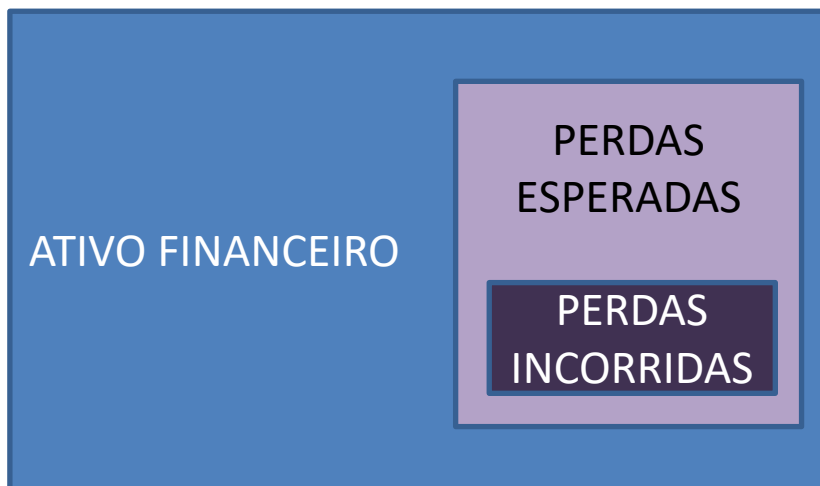 PERDAS
ESPERADAS
ATIVO FINANCEIRO
PERDAS
INCORRIDAS